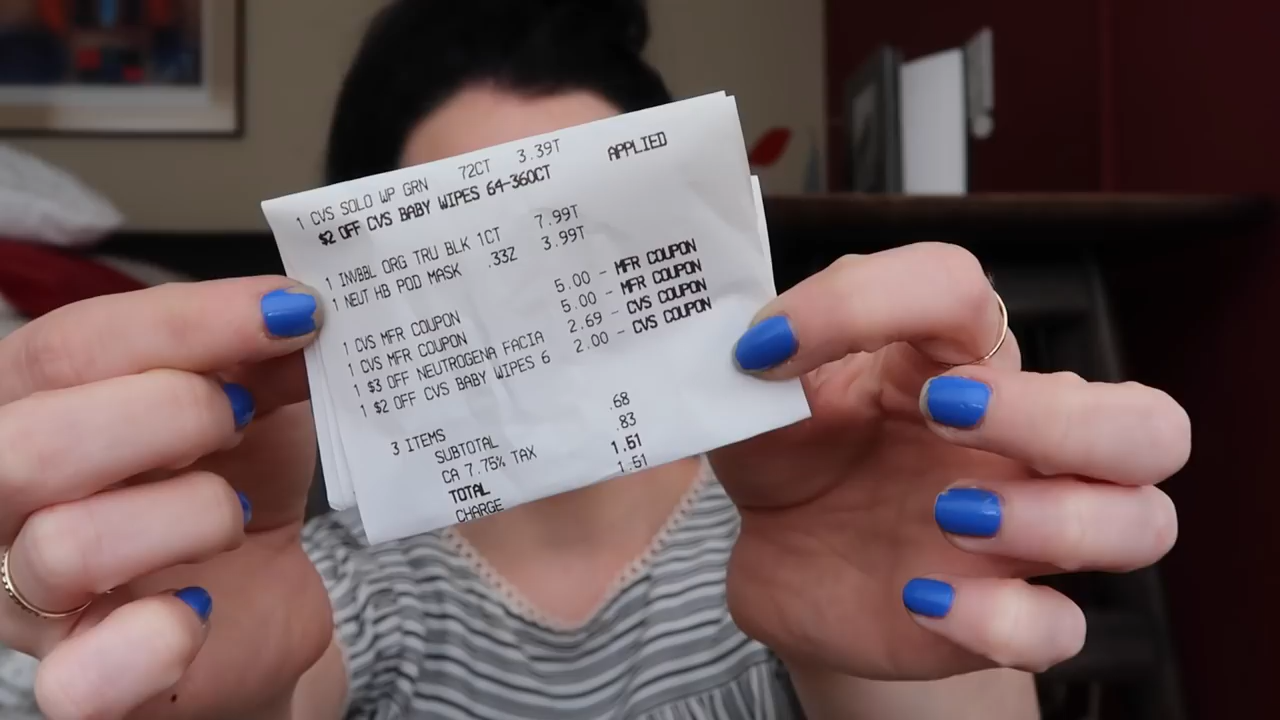 1 CVS SOLO WP GRN 72CT 3.39T
$2 OFF CVS BABY WIPES 64-360CT APPLIED
1 INVBBL ORG TRU BLK 1CT 7.99T
1 NEUT HB POD MASK .33Z 3.99T
1 CVS MFR COUPON 5.00 - MFR COUPON
1 CVS MFR COUPON 5.00 - MFR COUPON
1 $3 OFF NEUTROGENA FACIA 2.69 - CVS COUPON
1 $2 OFF CVS BABY WIPES 6 2.00 - CVS COUPON
3 ITEMS
SUBTOTAL .68
CA 7.75% TAX .83
TOTAL 1.51
CHARGE 1.51